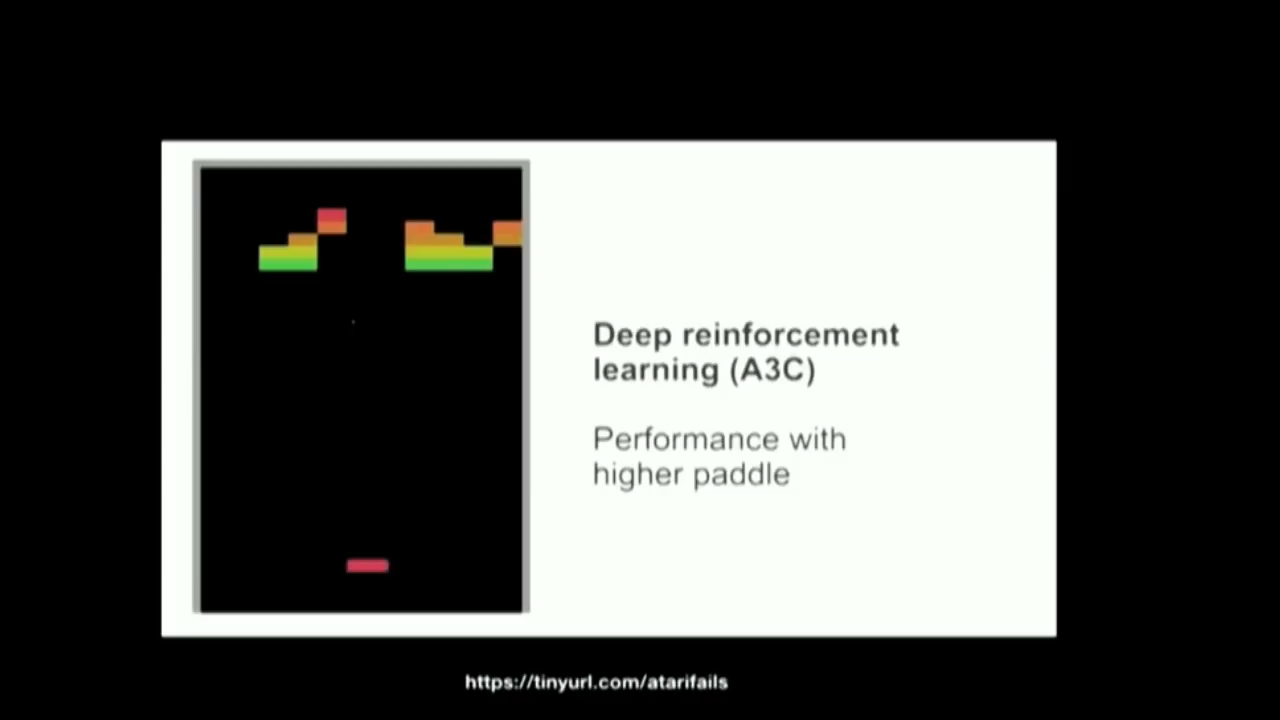 Deep reinforcement
learning (A3C)
Performance with
higher paddle
https://tinyurl.com/atarifails